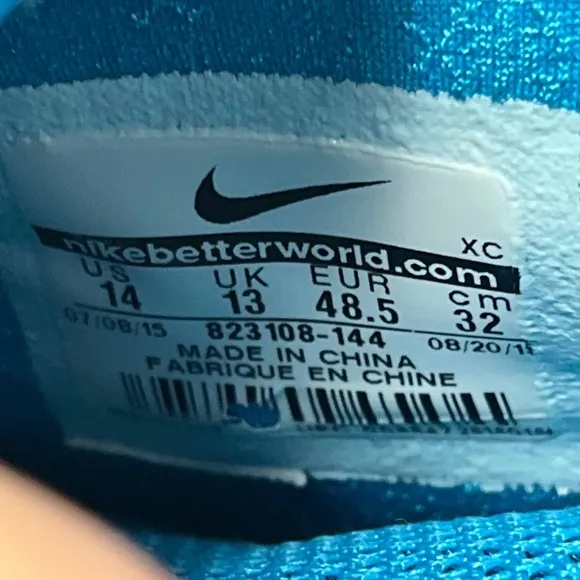 XC
nikebetterworld.com
US UK EUR cm
14 13 48.5 32
07/08/15 823108-144 08/20/15
MADE IN CHINA
FABRIQUE EN CHINE